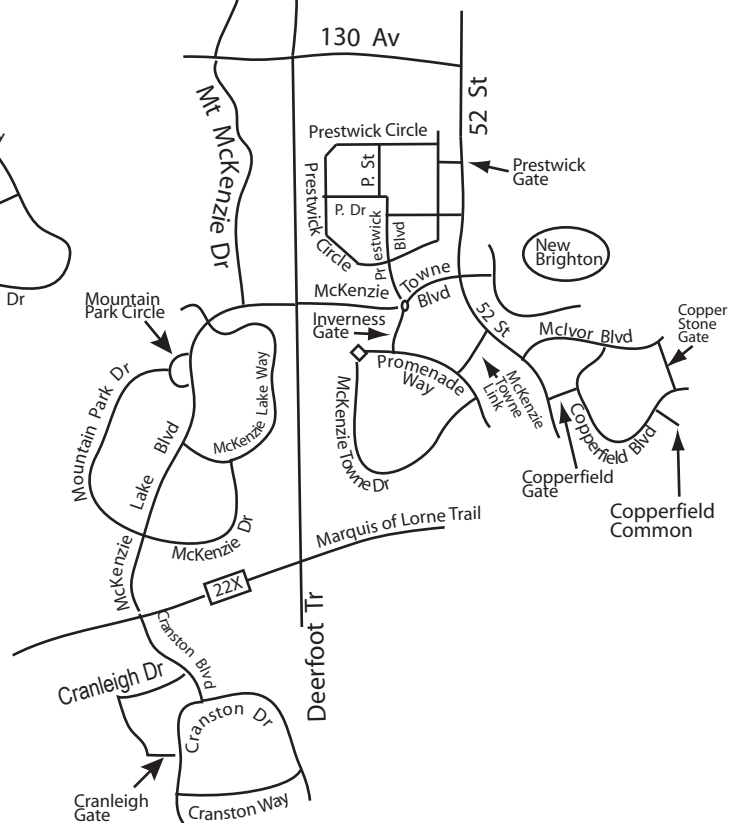 130 Av
52 St
Mt McKenzie Dr
Prestwick Circle
P. St
Prestwick
Gate
Prestwick Circle
P. Dr
Prestwick
Blvd
New
Brighton
Dr
Mountain
Park Circle
McKenzie
Towne
Blvd
Inverness
Gate
52 St
McIvor Blvd
Copper
Stone
Gate
Mountain Park Dr
McKenzie Lake Way
Promenade
Way
McKenzie
Towne
Link
McKenzie Towne Dr
Copperfield Blvd
Copperfield
Gate
Copperfield
Common
McKenzie Lake Blvd
McKenzie Dr
Marquis of Lorne Trail
22X
Deerfoot Tr
Cranston Blvd
Cranleigh Dr
Cranston Dr
Cranleigh
Gate
Cranston Way